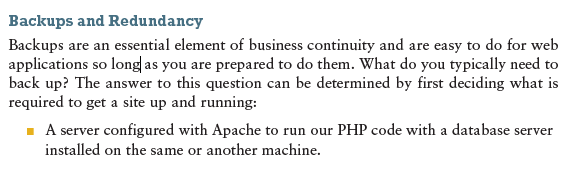 Backups and Redundancy
Backups are an essential element of business continuity and are easy to do for web
applications so long as you are prepared to do them. What do you typically need to
back up? The answer to this question can be determined by first deciding what is
required to get a site up and running:
■ A server configured with Apache to run our PHP code with a database server
installed on the same or another machine.